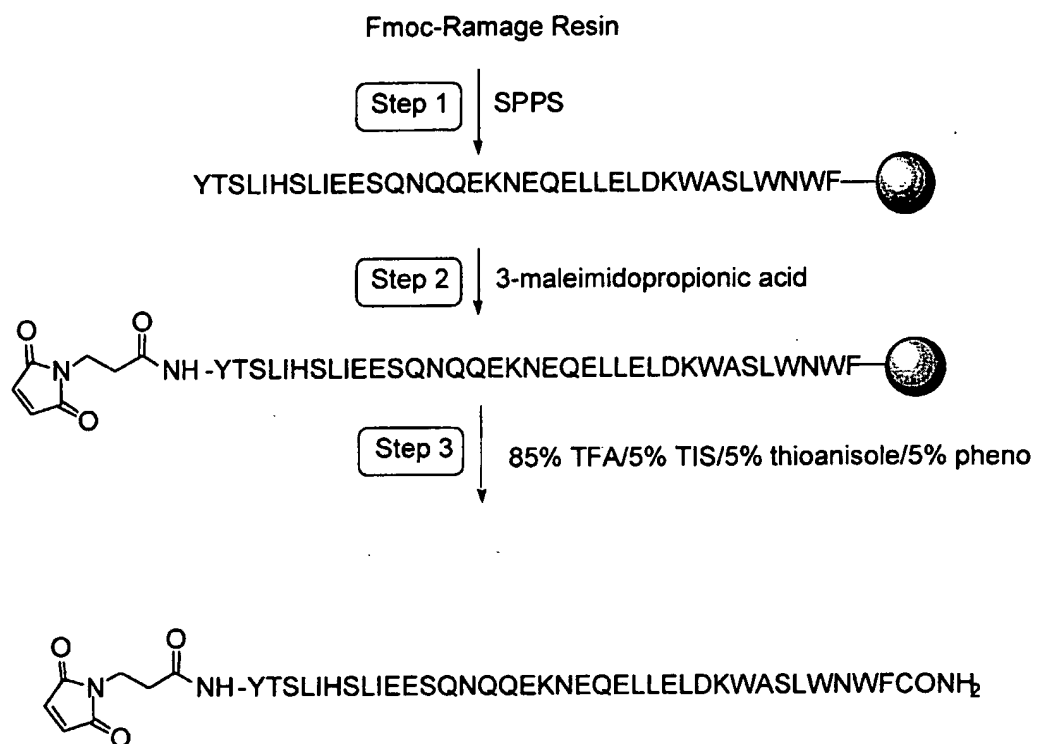 Fmoc-Ramage Resin
Step 1
SPPS
YTSLIHSLIEESQNQQEKNEQELLELDKWASLWNWF
Step 2
3-maleimidopropionic acid
O
N
O
O
NH -YTSLIHSLIEESQNQQEKNEQELLELDKWASLWNWF
Step 3
85% TFA/5% TIS/5% thioanisole/5% pheno
O
N
O
O
NH-YTSLIHSLIEESQNQQEKNEQELLELDKWASLWNWFCONH2